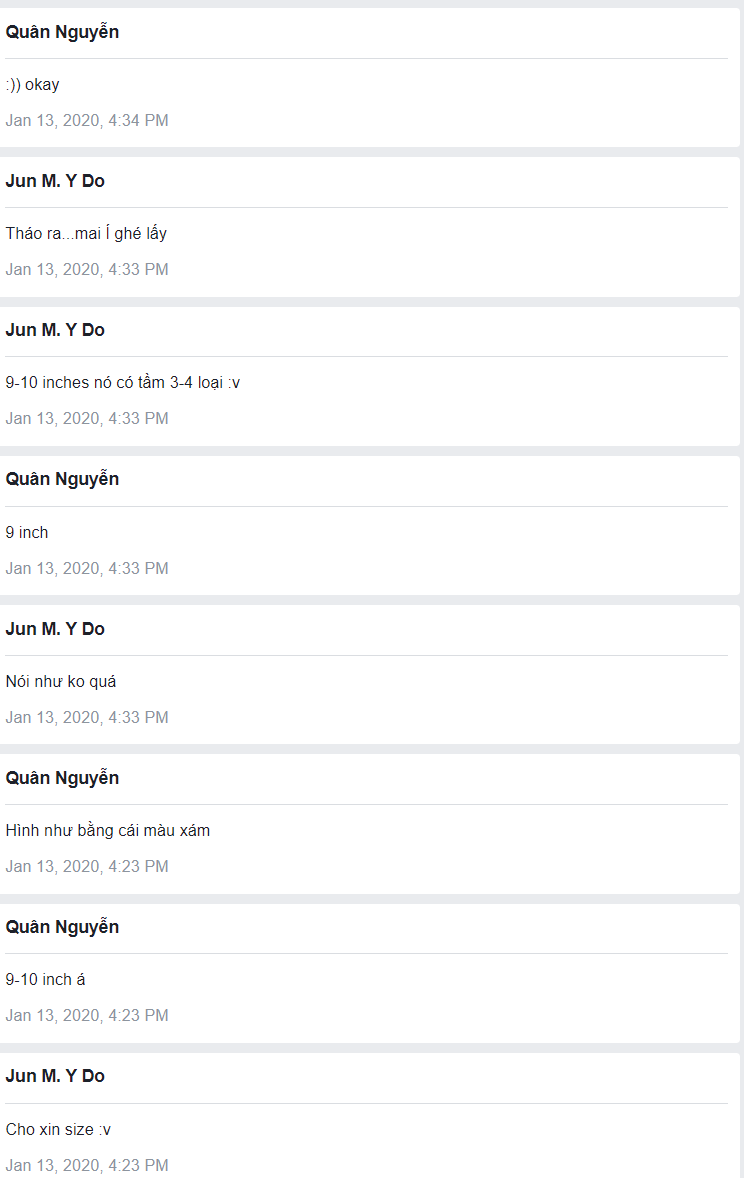 Quân Nguyễn
:)) okay
Jan 13, 2020, 4:34 PM
Jun M. Y Do
Tháo ra...mai Í ghé lấy
Jan 13, 2020, 4:33 PM
Jun M. Y Do
9-10 inches nó có tầm 3-4 loại :v
Jan 13, 2020, 4:33 PM
Quân Nguyễn
9 inch
Jan 13, 2020, 4:33 PM
Jun M. Y Do
Nói như ko quá
Jan 13, 2020, 4:33 PM
Quân Nguyễn
Hình như bằng cái màu xám
Jan 13, 2020, 4:23 PM
Quân Nguyễn
9-10 inch á
Jan 13, 2020, 4:23 PM
Jun M. Y Do
Cho xin size :v
Jan 13, 2020, 4:23 PM